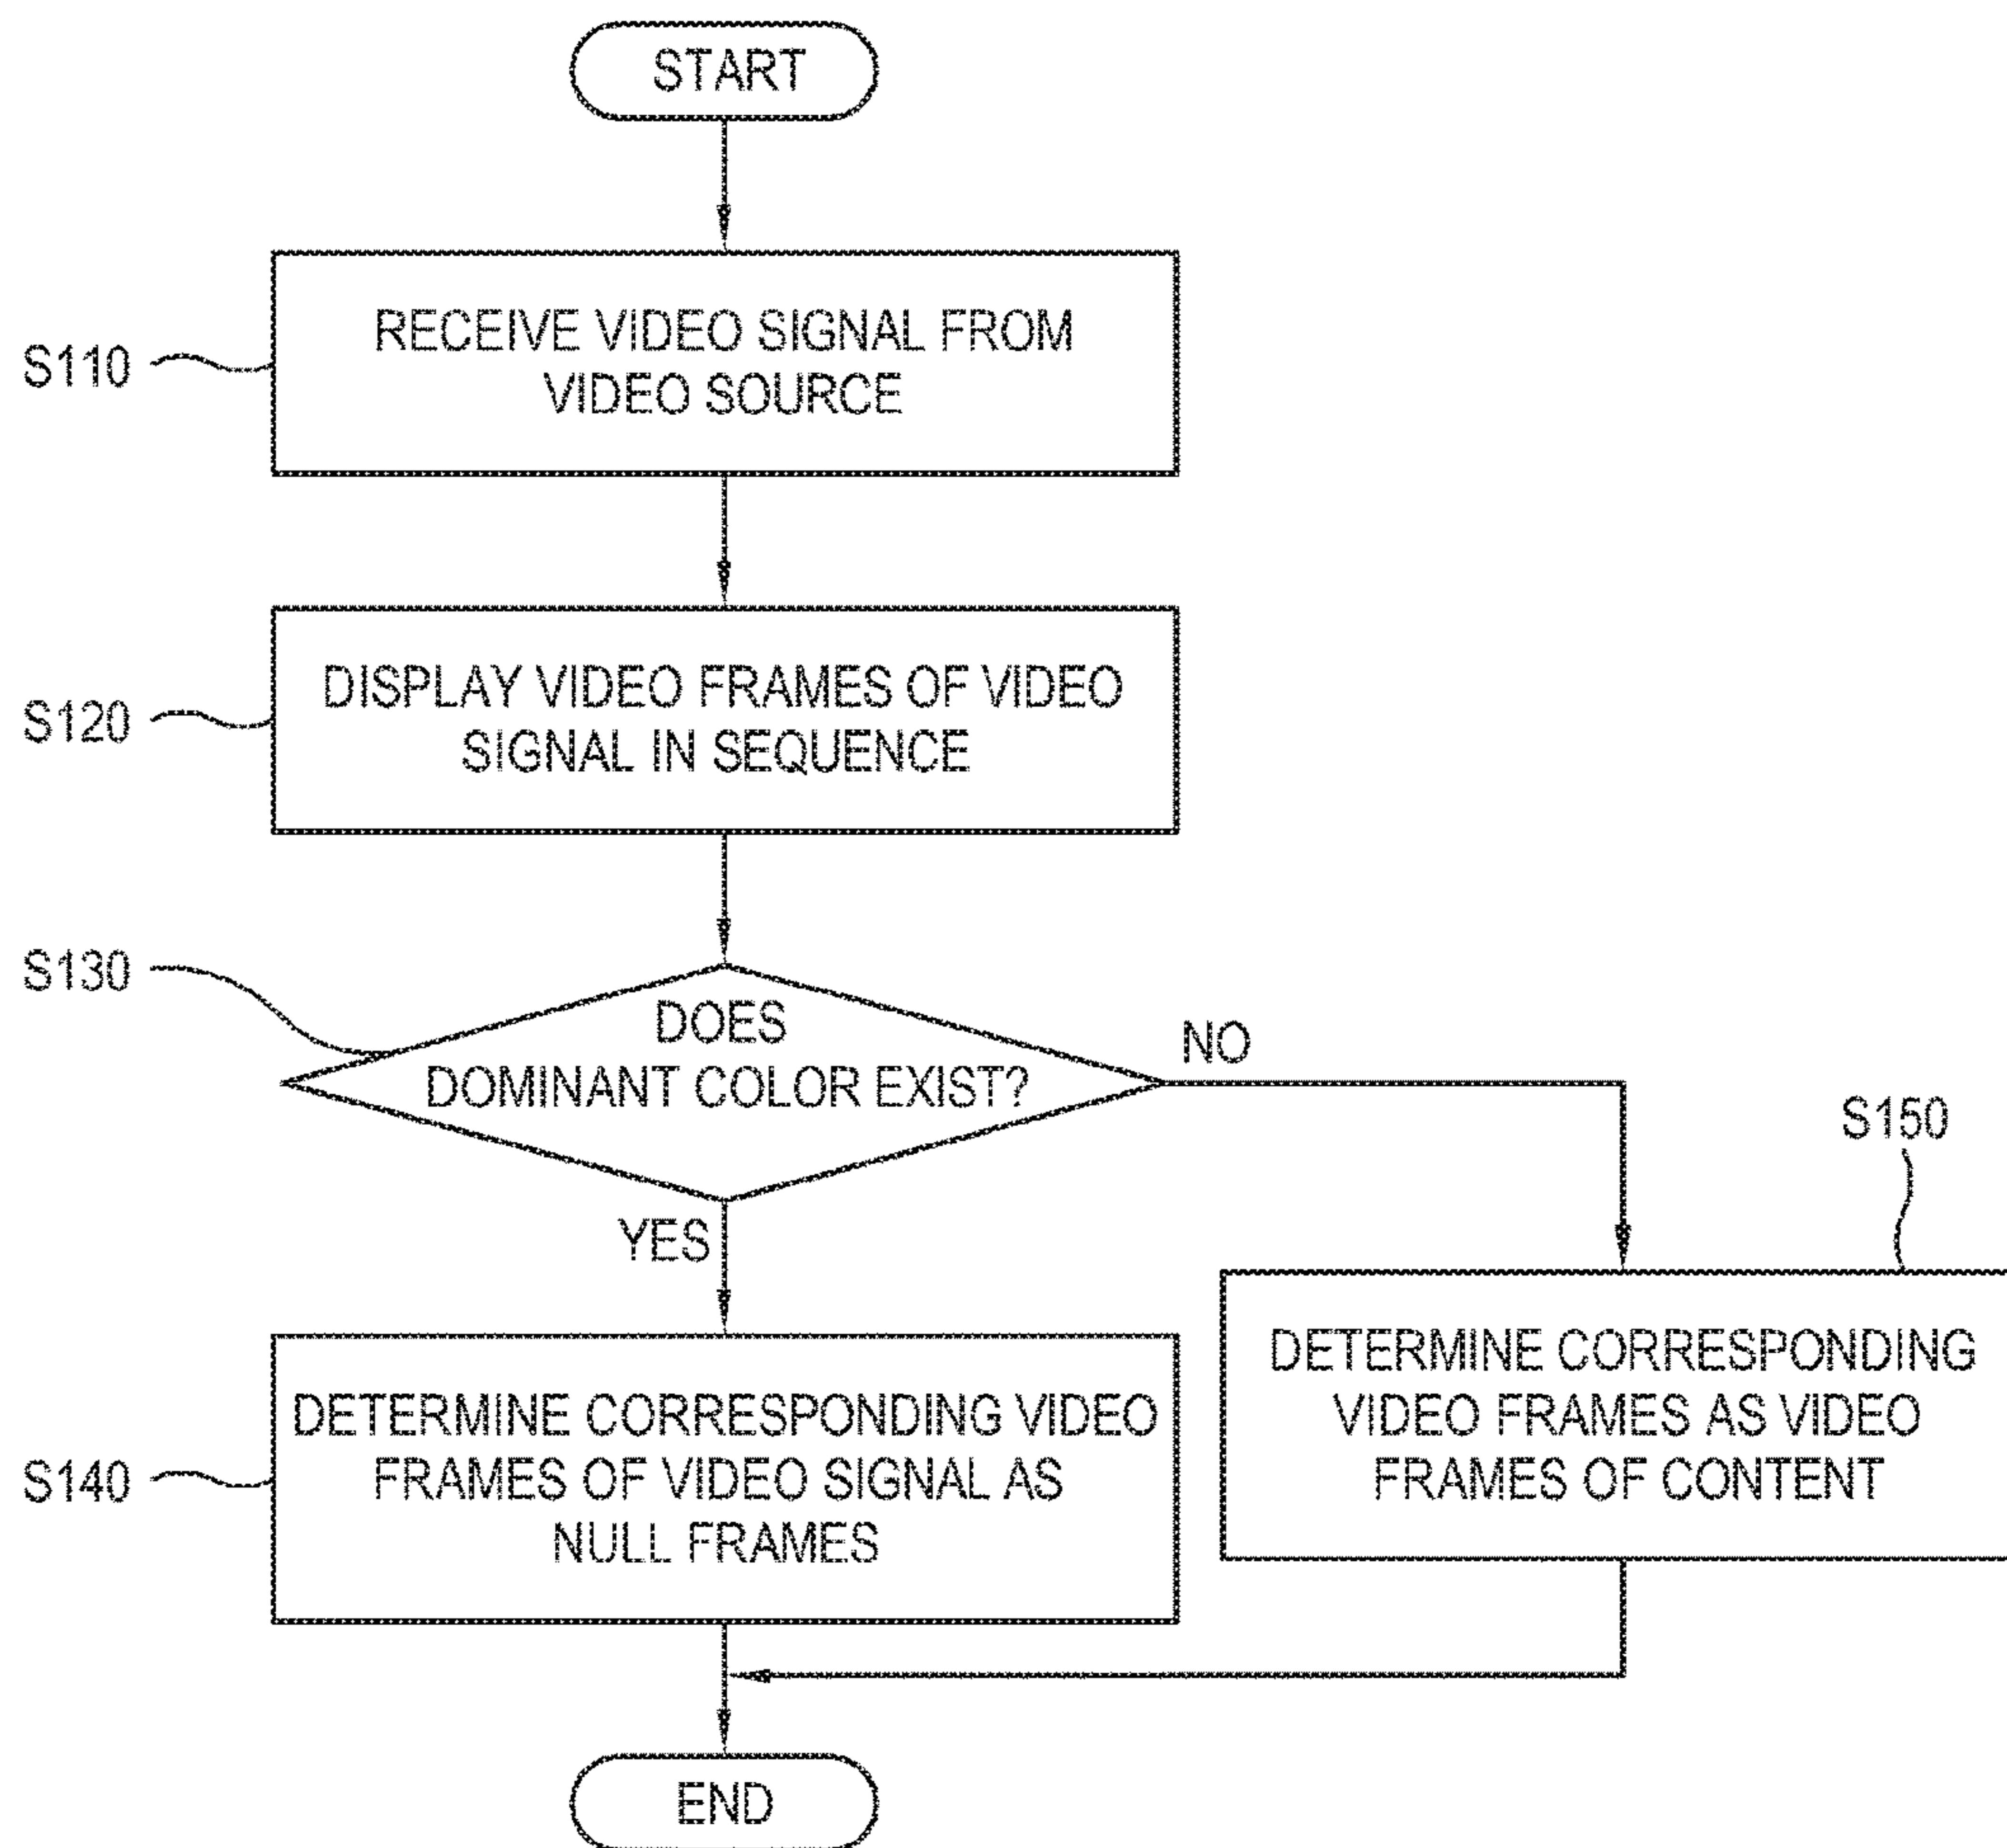 START
S110
RECEIVE VIDEO SIGNAL FROM
VIDEO SOURCE
S120
DISPLAY VIDEO FRAMES OF VIDEO
SIGNAL IN SEQUENCE
S130
DOES
DOMINANT COLOR EXIST?
NO
YES
S150
DETERMINE CORRESPONDING
VIDEO FRAMES AS VIDEO
FRAMES OF CONTENT
S140
DETERMINE CORRESPONDING VIDEO
FRAMES OF VIDEO SIGNAL AS
NULL FRAMES
END